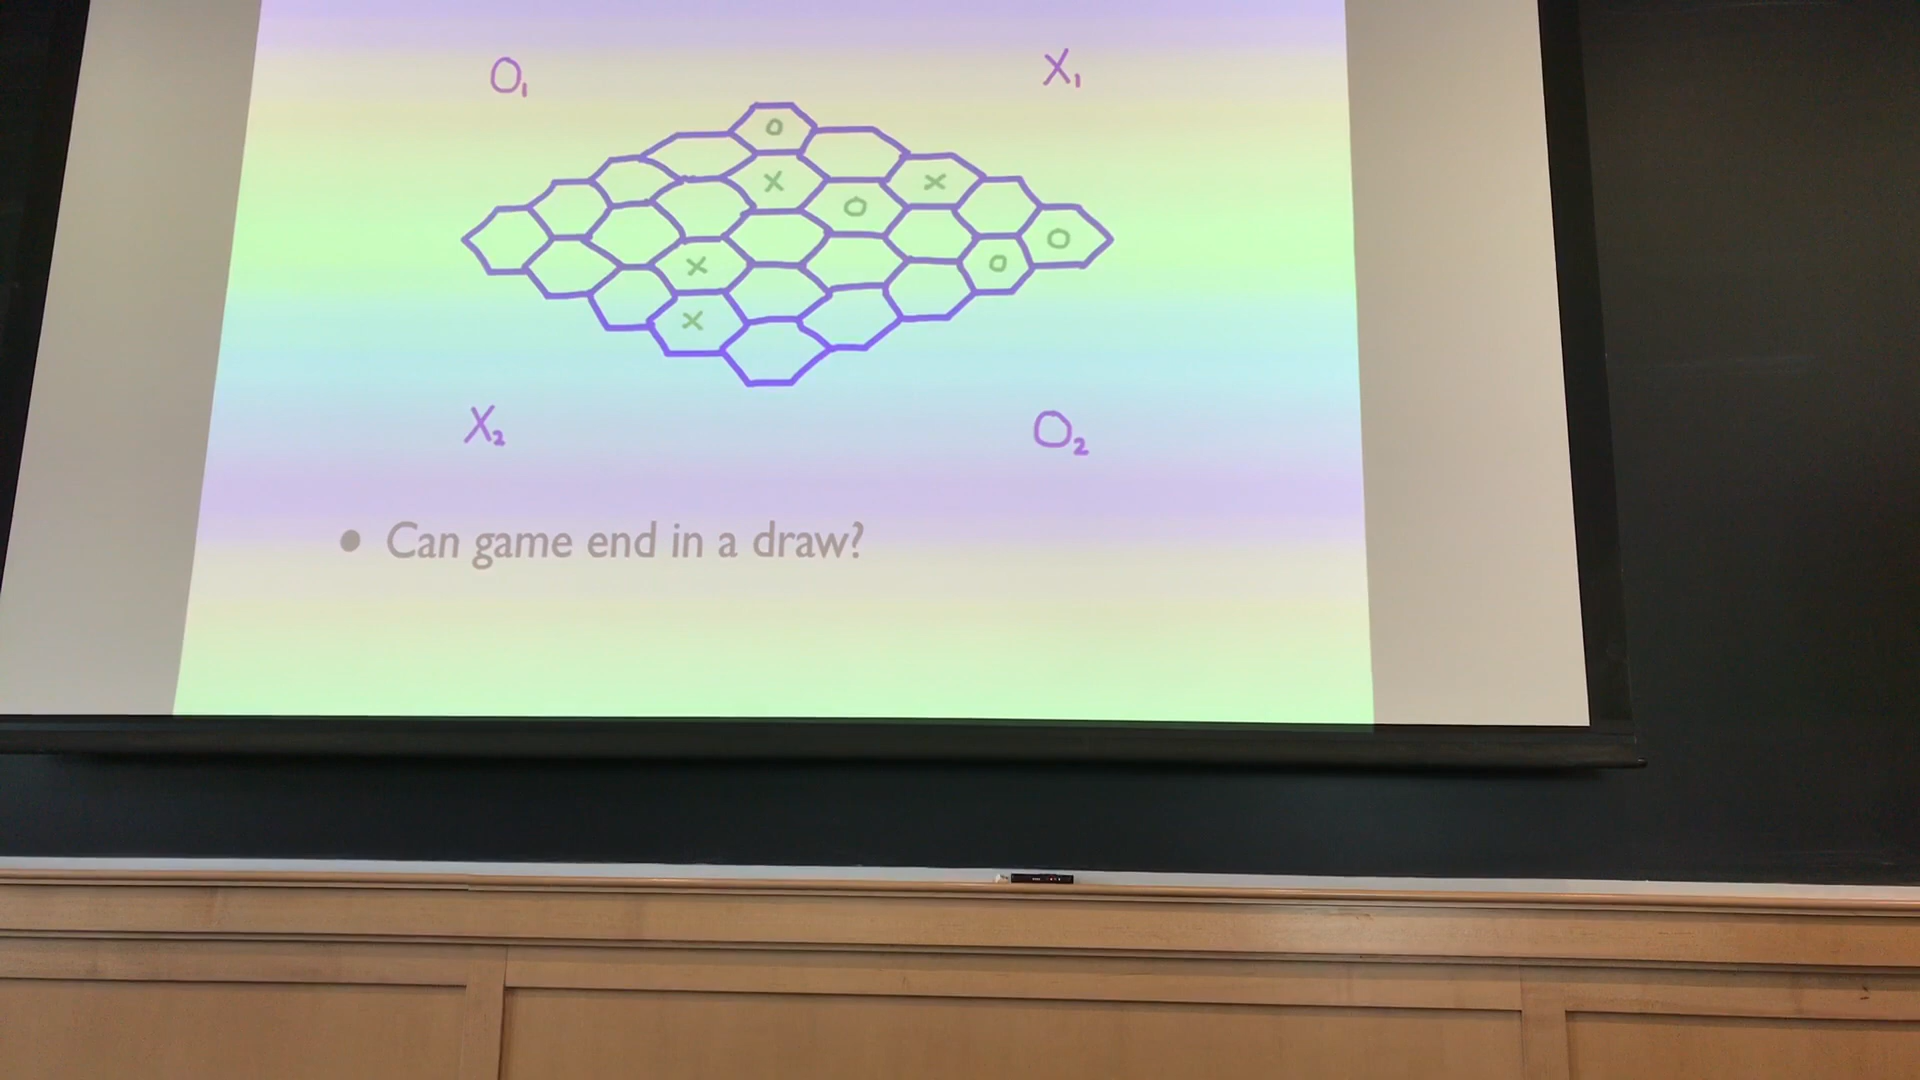 O₁ X₁
O
X X
O
O
X O
X
X₂ O₂
• Can game end in a draw?